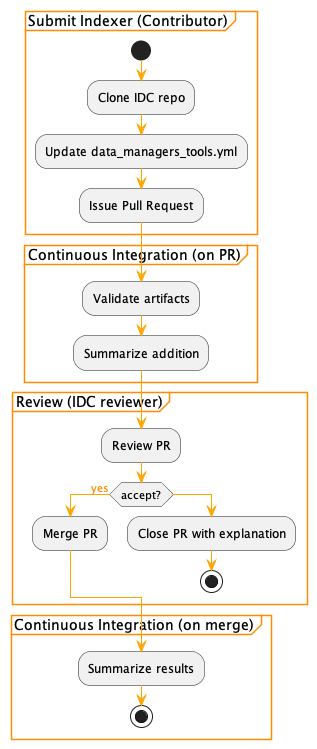 Submit Indexer (Contributor)
Clone IDC repo
Update data_managers_tools.yml
Issue Pull Request
Continuous Integration (on PR)
Validate artifacts
Summarize addition
Review (IDC reviewer)
Review PR
yes
accept?
Merge PR
Close PR with explanation
Continuous Integration (on merge)
Summarize results